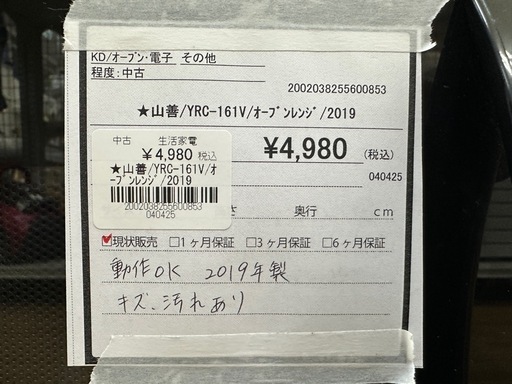 KD/オーブン・電子 その他
程度:中古
2002038255600853
★山善/YRC-161V/オーブンレンジ/2019
中古 生活家電
￥4,980 税込
★山善/YRC-161V/オ
ーブンレンジ/2019
2002038255600853
040425
¥4,980 (税込)
040425
さ 奥行 cm
☑現状販売 □1ヶ月保証 □3ヶ月保証 □6ヶ月保証
動作OK 2019年製
キズ、汚れあり